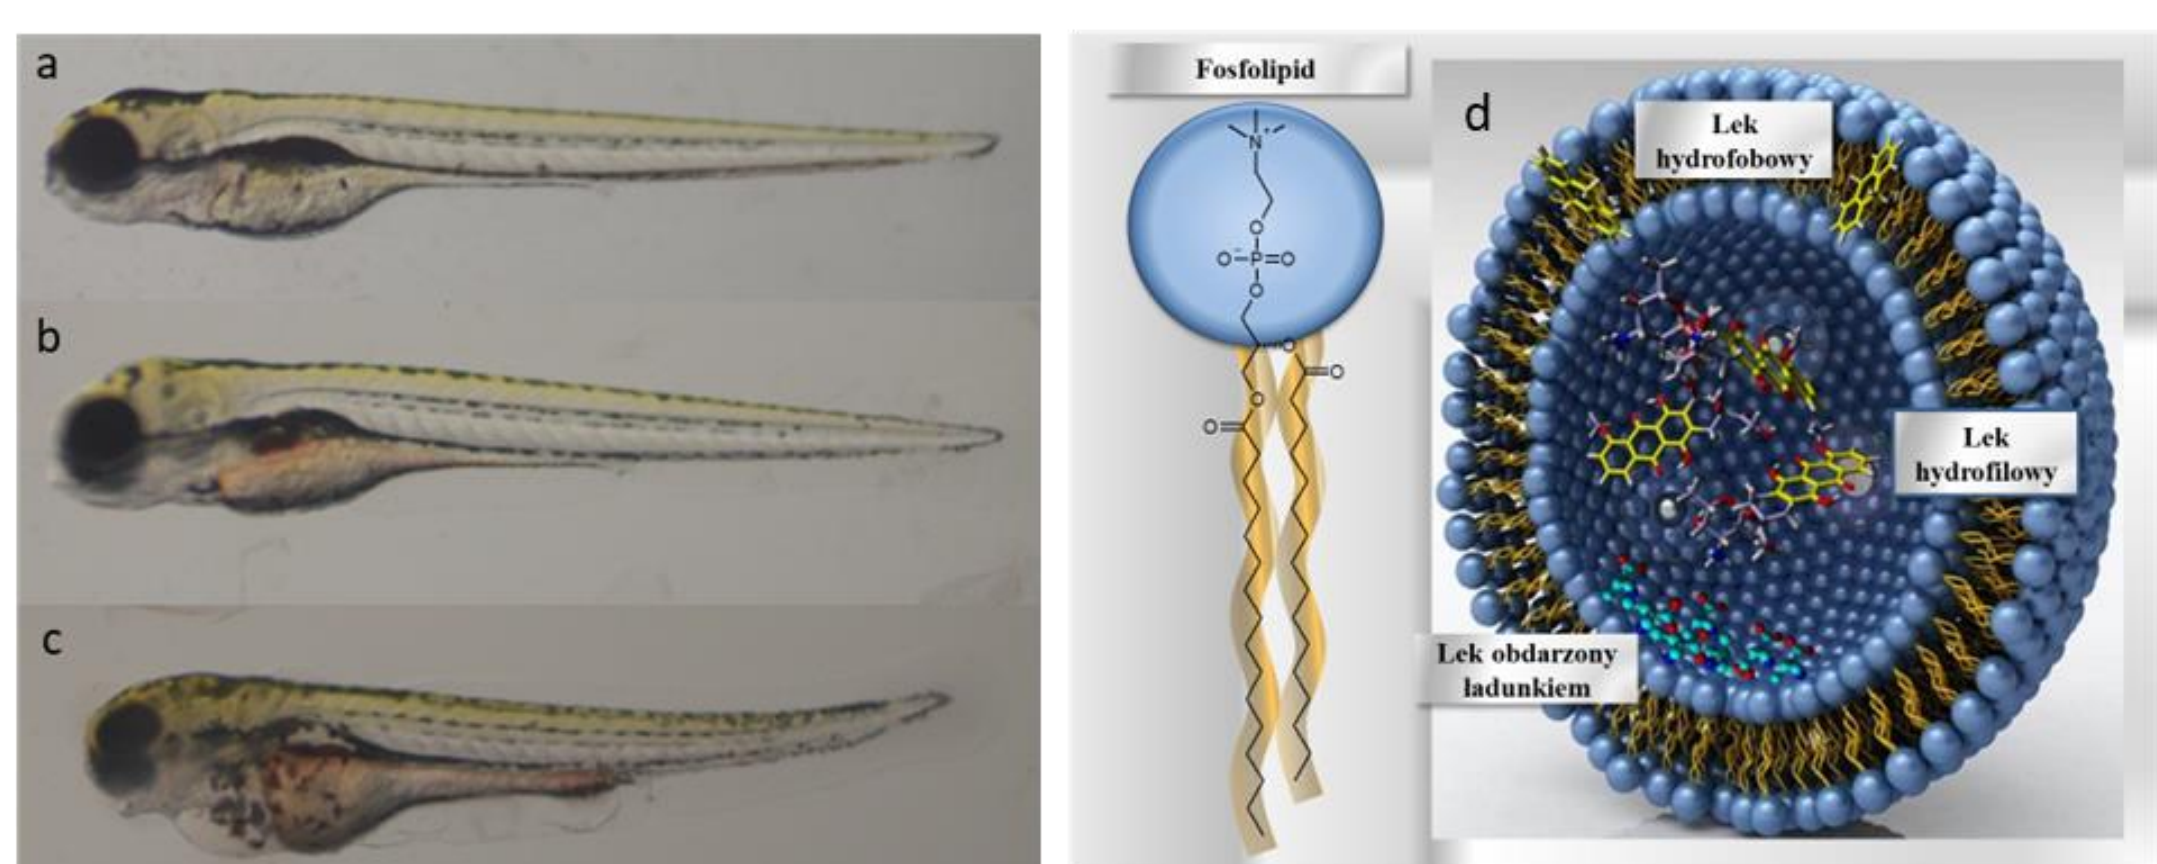 a
b
c
Fosfolipid
N+
O
O- P=O
O
O
=O
O
O=
d
Lek
hydrofobowy
Lek
hydrofilowy
Lek obdarzony
ładunkiem